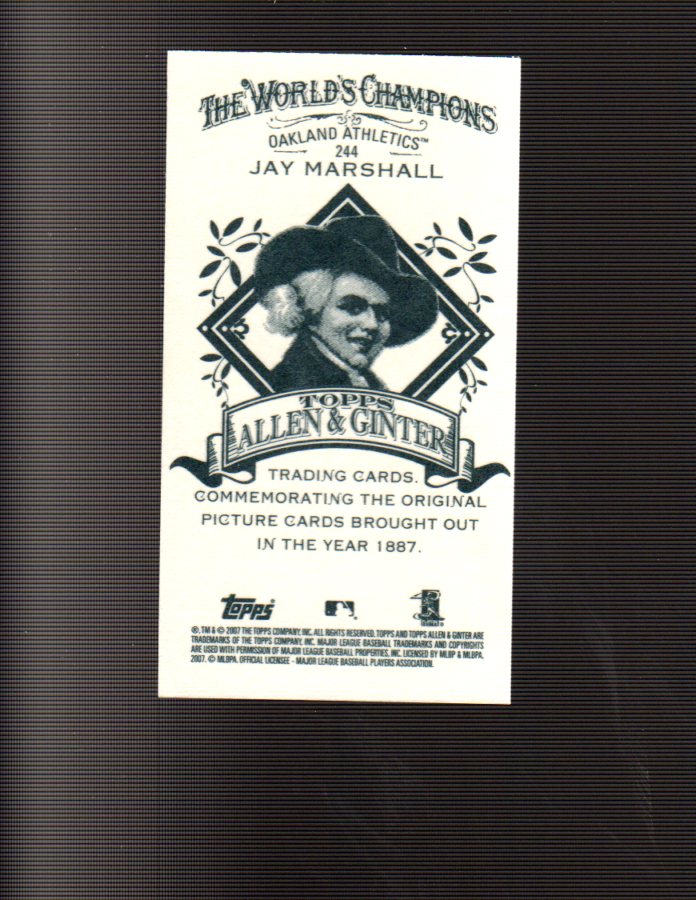 THE WORLD'S CHAMPIONS
OAKLAND ATHLETICS™
244
JAY MARSHALL
TOPPS
ALLEN & GINTER
TRADING CARDS.
COMMEMORATING THE ORIGINAL
PICTURE CARDS BROUGHT OUT
IN THE YEAR 1887.
topps
®, TM & © 2007 THE TOPPS COMPANY, INC. ALL RIGHTS RESERVED. TOPPS AND TOPPS ALLEN & GINTER ARE
TRADEMARKS OF THE TOPPS COMPANY, INC. MAJOR LEAGUE BASEBALL TRADEMARKS AND COPYRIGHTS
ARE USED WITH PERMISSION OF MAJOR LEAGUE BASEBALL PROPERTIES, INC. LICENSED BY MLBP & MLBPA,
2007. © MLBPA. OFFICIAL LICENSEE - MAJOR LEAGUE BASEBALL PLAYERS ASSOCIATION.